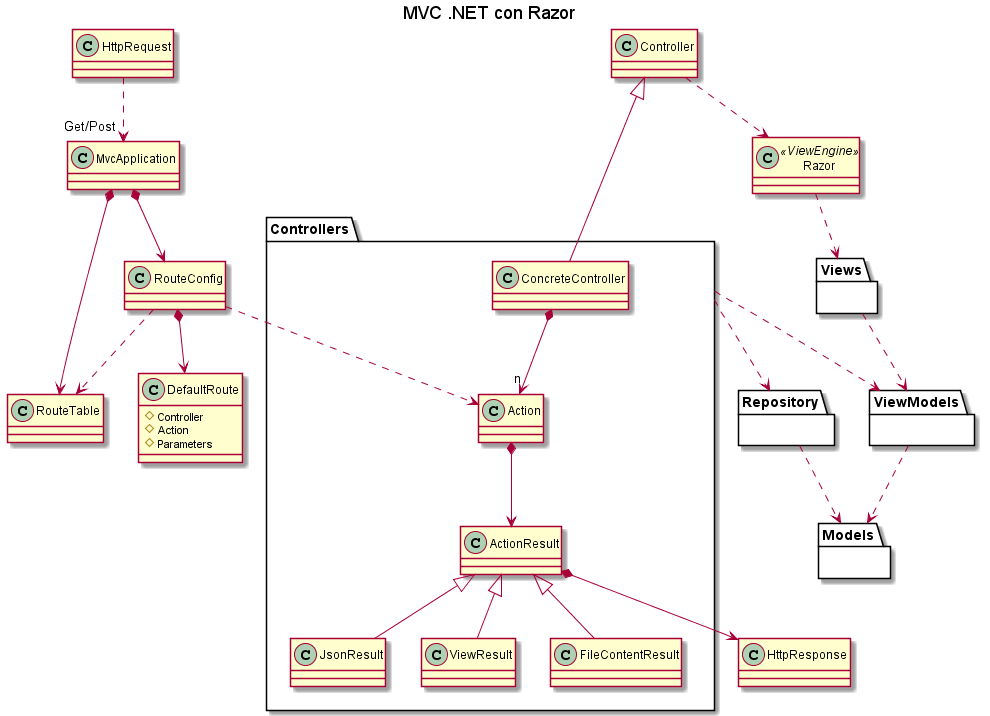 MVC .NET con Razor
C HttpRequest
C Controller
Get/Post
C MvcApplication
C «ViewEngine»
Razor
Controllers
C RouteConfig
C ConcreteController
Views
n
C RouteTable
C DefaultRoute
Controller
Action
Parameters
C Action
Repository
ViewModels
C ActionResult
Models
C JsonResult
C ViewResult
C FileContentResult
C HttpResponse